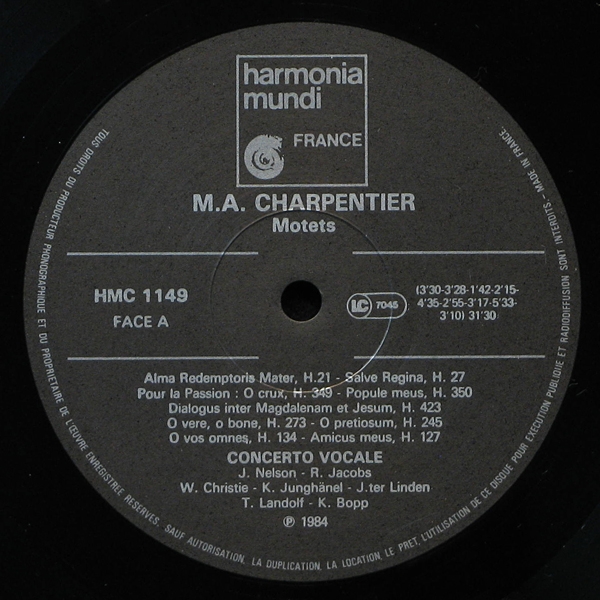 harmonia
mundi
FRANCE
M.A. CHARPENTIER
Motets
HMC 1149
FACE A
LC 7045
(3'30-3'28-1'42-2'15-
4'35-2'55-3'17-5'33-
3'10) 31'30
Alma Redemptoris Mater, H.21 - Salve Regina, H. 27
Pour la Passion : O crux, H. 349 - Popule meus, H. 350
Dialogus inter Magdalenam et Jesum, H. 423
O vere, o bone, H. 273 - O pretiosum, H. 245
O vos omnes, H. 134 - Amicus meus, H. 127
CONCERTO VOCALE
J. Nelson - R. Jacobs
W. Christie - K. Junghänel - J.ter Linden
T. Landolf - K. Bopp
℗ 1984
TOUS DROITS DU PRODUCTEUR PHONOGRAPHIQUE ET DU PROPRIETAIRE DE L'ŒUVRE ENREGISTREE RESERVES. SAUF AUTORISATION, LA DUPLICATION, LA LOCATION, LE PRET, L'UTILISATION DE CE DISQUE POUR EXECUTION PUBLIQUE ET RADIODIFFUSION SONT INTERDITS - MADE IN FRANCE